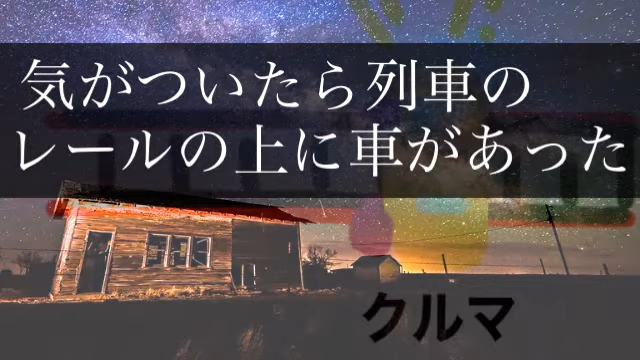 気がついたら列車の
レールの上に車があった
クルマ